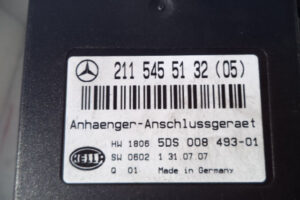 211 545 51 32 (05)
Anhaenger-Anschlussgeraet
HW 1806 5DS 008 493-01
HELLA SW 0602 1 31.07.07
Q 01 Made in Germany